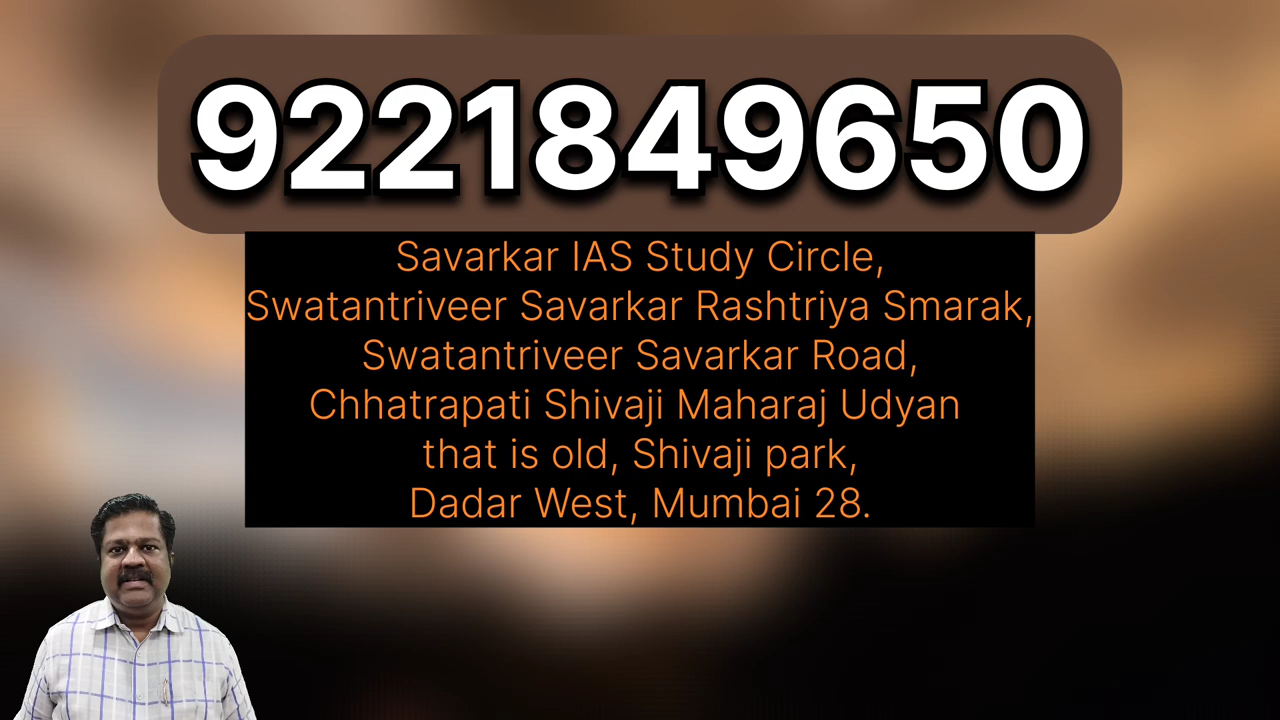 9221849650
Savarkar IAS Study Circle,
Swatantriveer Savarkar Rashtriya Smarak,
Swatantriveer Savarkar Road,
Chhatrapati Shivaji Maharaj Udyan
that is old, Shivaji park,
Dadar West, Mumbai 28.